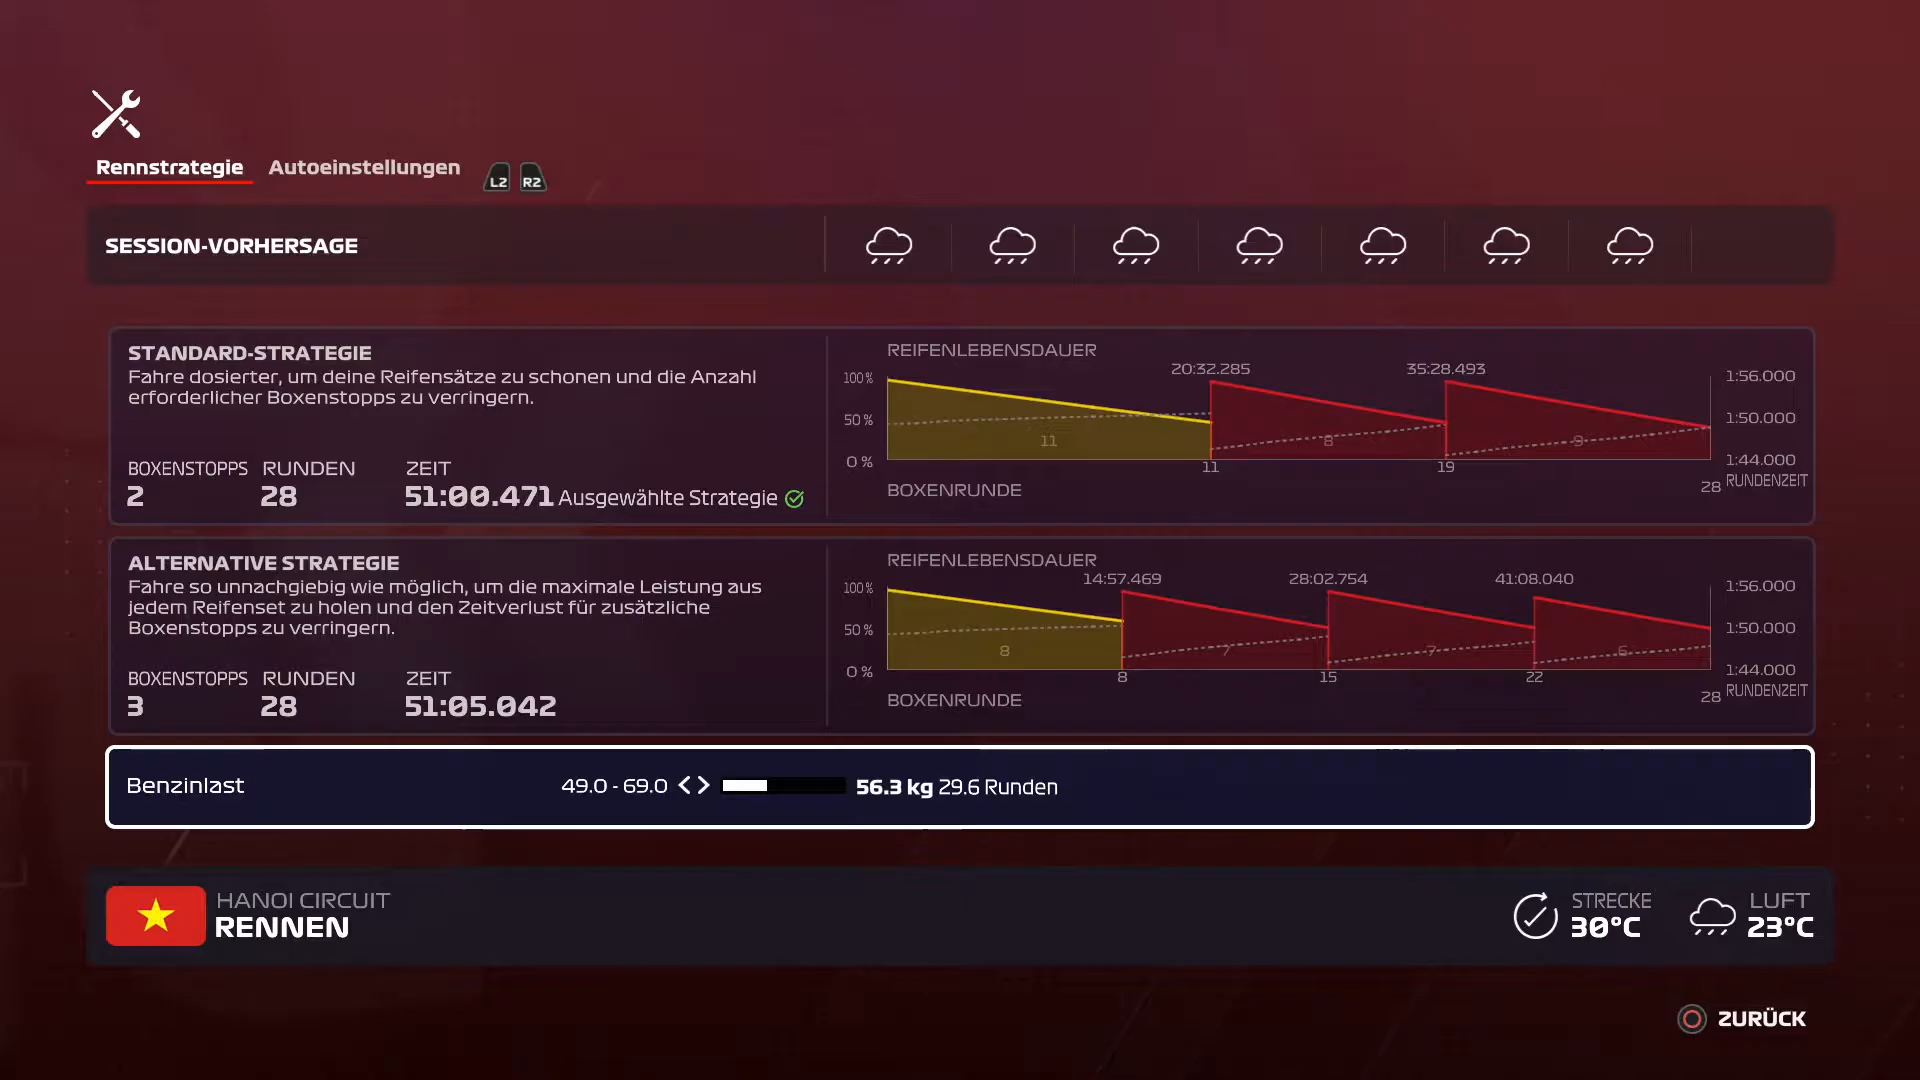 Rennstrategie Autoeinstellungen L2 R2
SESSION-VORHERSAGE
STANDARD-STRATEGIE
Fahre dosierter, um deine Reifensätze zu schonen und die Anzahl
erforderlicher Boxenstopps zu verringern.
BOXENSTOPPS RUNDEN ZEIT
2 28 51:00.471 Ausgewählte Strategie
REIFENLEBENSDAUER
20:32.285 35:28.493
100% 1:56.000
50% 1:50.000
11 8 9
0% 1:44.000
11 19
28 RUNDENZEIT
BOXENRUNDE
ALTERNATIVE STRATEGIE
Fahre so unnachgiebig wie möglich, um die maximale Leistung aus
jedem Reifenset zu holen und den Zeitverlust für zusätzliche
Boxenstopps zu verringern.
BOXENSTOPPS RUNDEN ZEIT
3 28 51:05.042
REIFENLEBENSDAUER
14:57.469 28:02.754 41:08.040
100% 1:56.000
50% 1:50.000
8 7 7 6
0% 1:44.000
8 15 22
28 RUNDENZEIT
BOXENRUNDE
Benzinlast 49.0 - 69.0 56.3 kg 29.6 Runden
HANOI CIRCUIT
RENNEN
STRECKE
30°C
LUFT
23°C
ZURÜCK